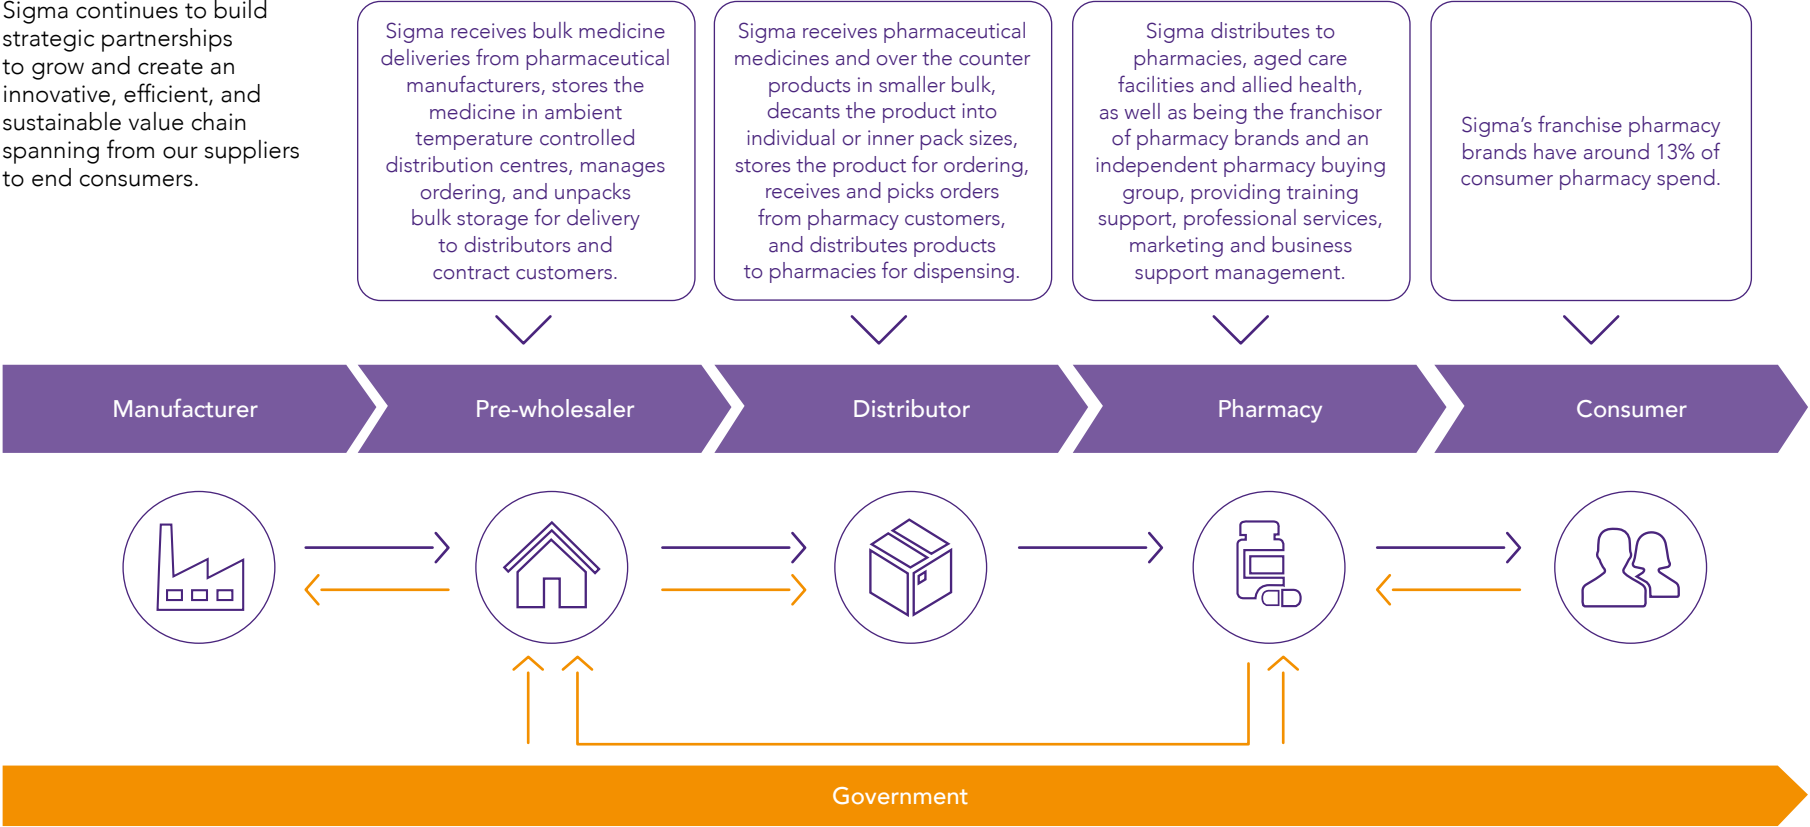 Sigma continues to build
strategic partnerships
to grow and create an
innovative, efficient, and
sustainable value chain
spanning from our suppliers
to end consumers.
Sigma receives bulk medicine
deliveries from pharmaceutical
manufacturers, stores the
medicine in ambient
temperature controlled
distribution centres, manages
ordering, and unpacks
bulk storage for delivery
to distributors and
contract customers.
Sigma receives pharmaceutical
medicines and over the counter
products in smaller bulk,
decants the product into
individual or inner pack sizes,
stores the product for ordering,
receives and picks orders
from pharmacy customers,
and distributes products
to pharmacies for dispensing.
Sigma distributes to
pharmacies, aged care
facilities and allied health,
as well as being the franchisor
of pharmacy brands and an
independent pharmacy buying
group, providing training
support, professional services,
marketing and business
support management.
Sigma’s franchise pharmacy
brands have around 13% of
consumer pharmacy spend.
Manufacturer
Pre-wholesaler
Distributor
Pharmacy
Consumer
Government